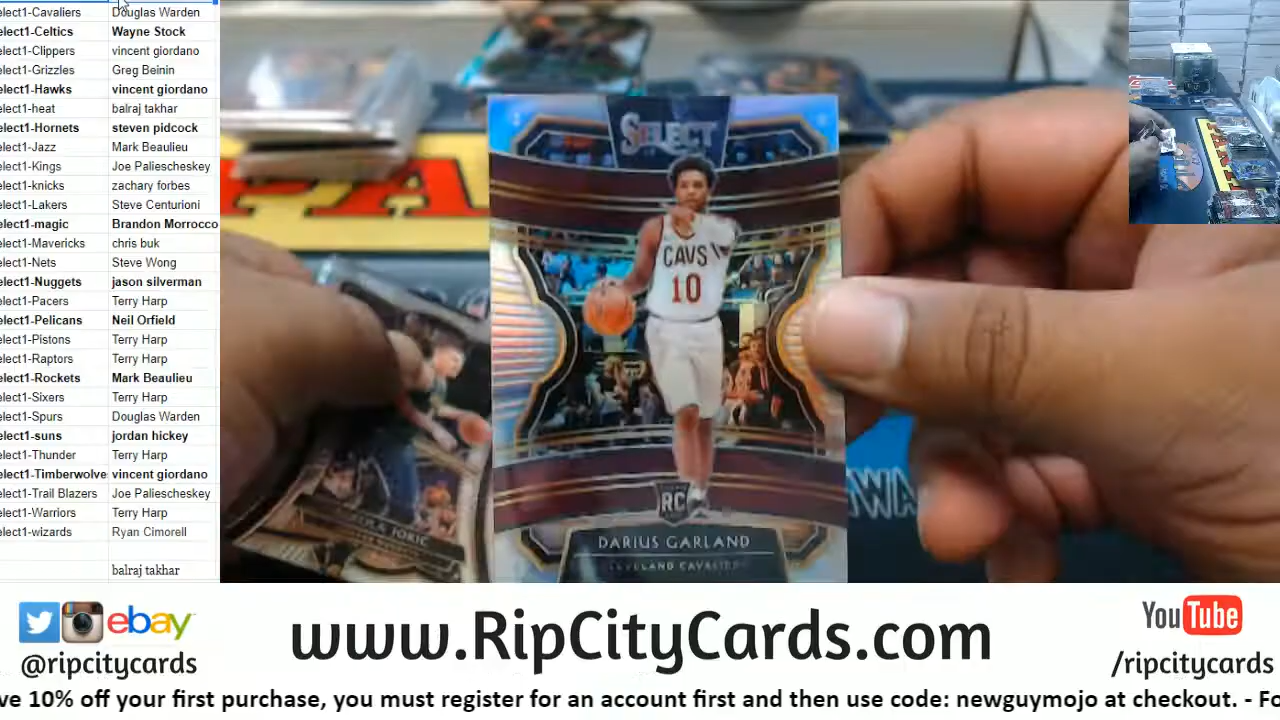 elect1-Cavaliers Douglas Warden
elect1-Celtics Wayne Stock
elect1-Clippers vincent giordano
elect1-Grizzles Greg Beinin
elect1-Hawks vincent giordano
elect1-heat balraj takhar
elect1-Hornets steven pidcock
elect1-Jazz Mark Beaulieu
elect1-Kings Joe Paliescheskey
elect1-knicks zachary forbes
elect1-Lakers Steve Centurioni
elect1-magic Brandon Morrocco
elect1-Mavericks chris buk
elect1-Nets Steve Wong
elect1-Nuggets jason silverman
elect1-Pacers Terry Harp
elect1-Pelicans Neil Orfield
elect1-Pistons Terry Harp
elect1-Raptors Terry Harp
elect1-Rockets Mark Beaulieu
elect1-Sixers Terry Harp
elect1-Spurs Douglas Warden
elect1-suns jordan hickey
elect1-Thunder Terry Harp
elect1-Timberwolve vincent giordano
elect1-Trail Blazers Joe Paliescheskey
elect1-Warriors Terry Harp
elect1-wizards Ryan Cimorell
balraj takhar
SELECT
CAVS
10
RC
DARIUS GARLAND
CLEVELAND CAVALIERS
JOKIC
WA
ebay
@ripcitycards
www.RipCityCards.com
YouTube
/ripcitycards
ve 10% off your first purchase, you must register for an account first and then use code: newguymojo at checkout. - Fo